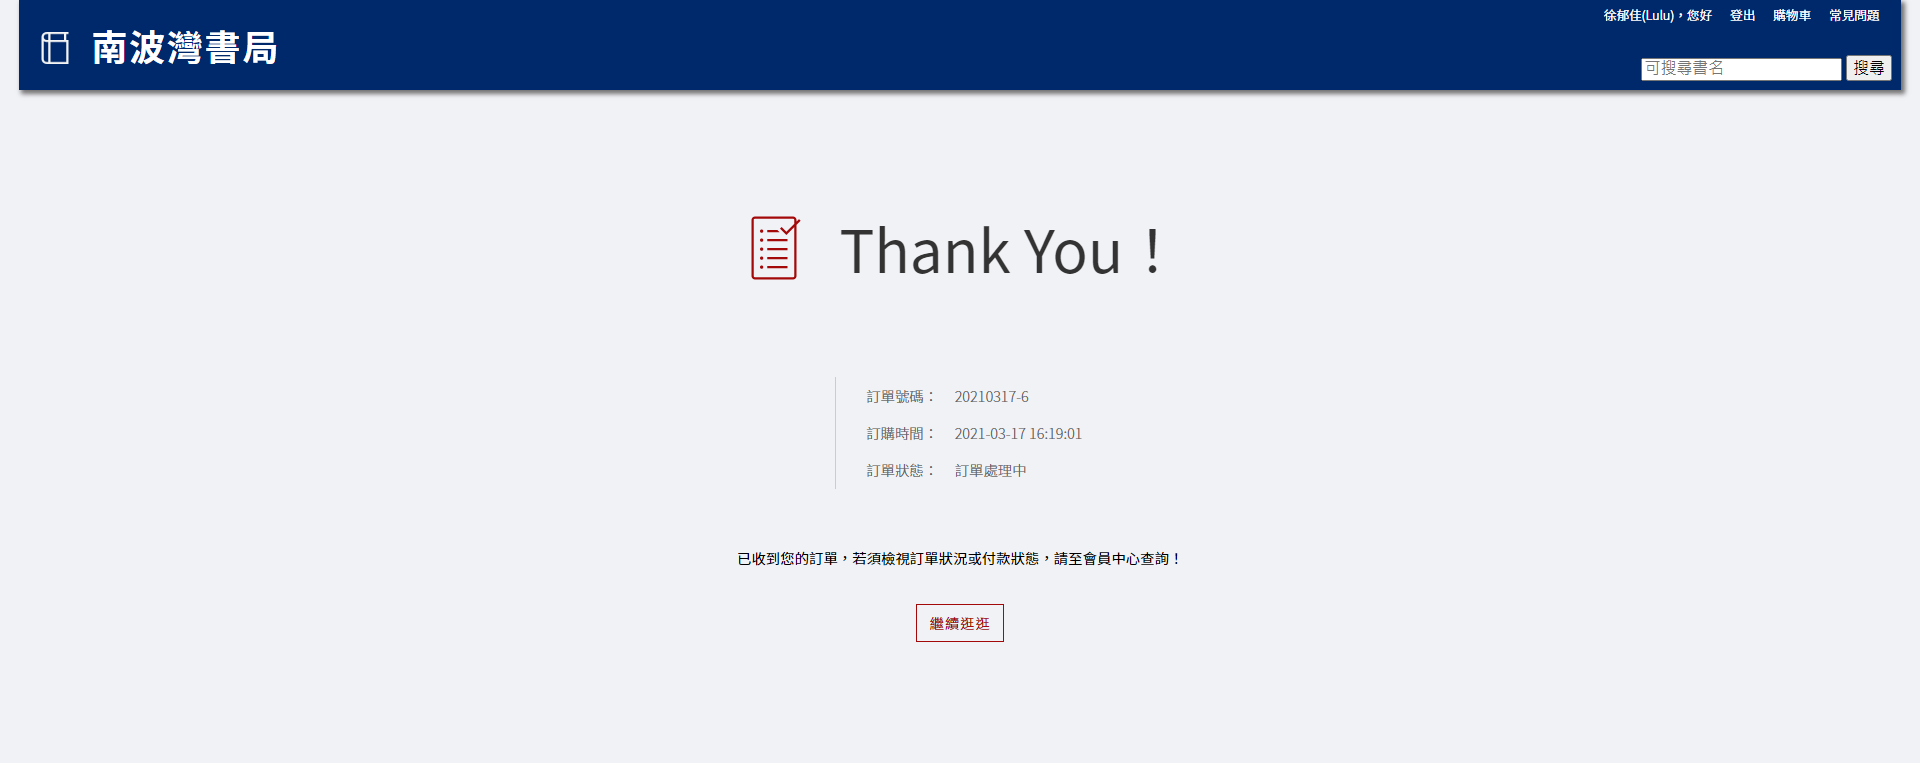 南波灣書局
徐郁佳(Lulu)，您好 登出 購物車 常見問題
可搜尋書名 搜尋
Thank You！
訂單號碼： 20210317-6
訂購時間： 2021-03-17 16:19:01
訂單狀態： 訂單處理中
已收到您的訂單，若須檢視訂單狀況或付款狀態，請至會員中心查詢！
繼續逛逛